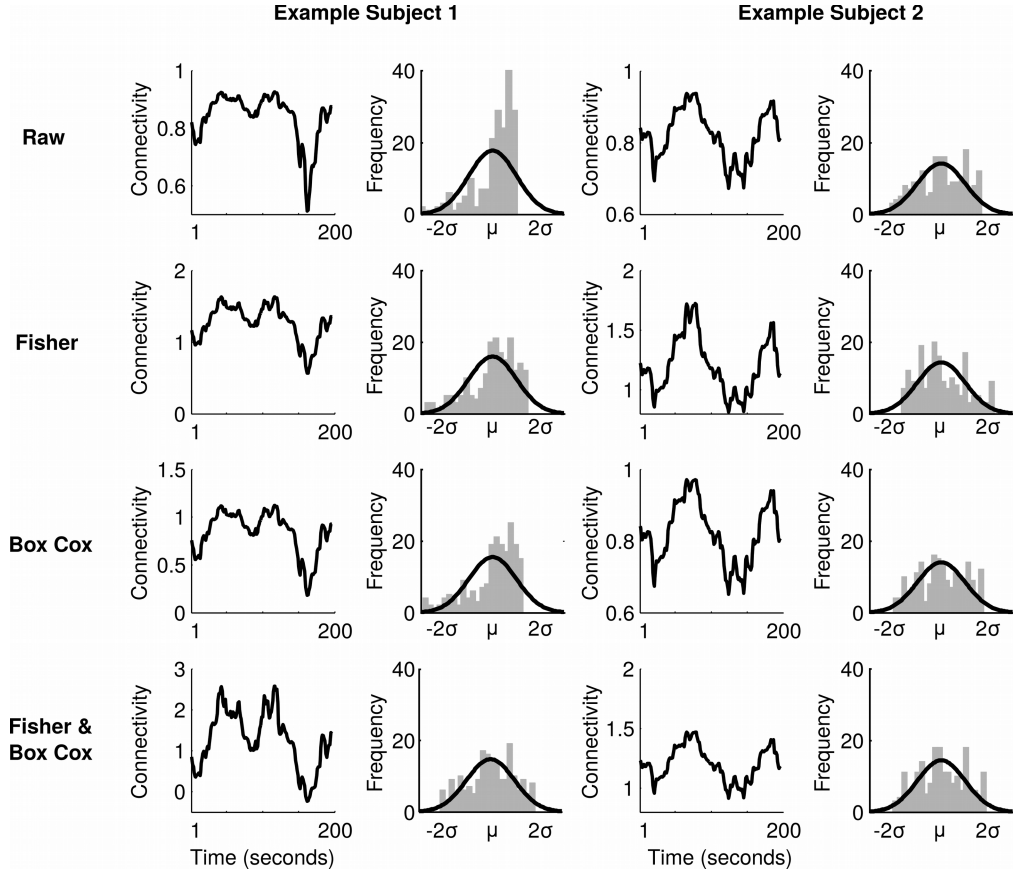 Example Subject 1 Example Subject 2
Raw
Connectivity
1
0.8
0.6
1 200
Frequency
40
20
0
-2σ μ 2σ
Connectivity
1
0.8
0.6
1 200
Frequency
40
20
0
-2σ μ 2σ
Fisher
Connectivity
2
1
0
1 200
Frequency
40
20
0
-2σ μ 2σ
Connectivity
2
1.5
1
1 200
Frequency
40
20
0
-2σ μ 2σ
Box Cox
Connectivity
1.5
1
0.5
0
1 200
Frequency
40
20
0
-2σ μ 2σ
Connectivity
1
0.8
0.6
1 200
Frequency
40
20
0
-2σ μ 2σ
Fisher &
Box Cox
Connectivity
3
2
1
0
1 200
Time (seconds)
Frequency
40
20
0
-2σ μ 2σ
Connectivity
2
1.5
1
1 200
Time (seconds)
Frequency
40
20
0
-2σ μ 2σ